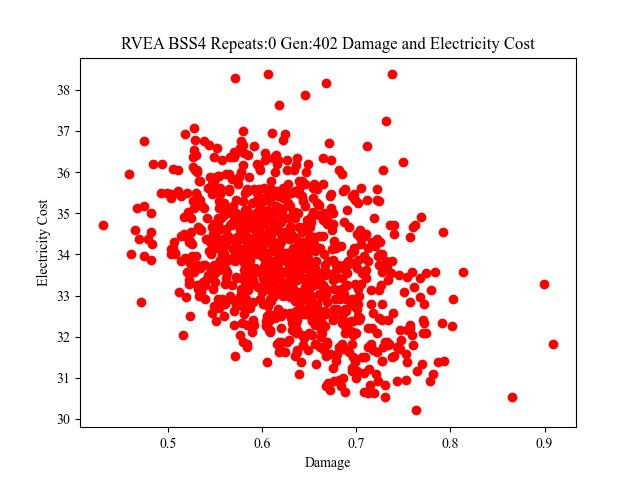 RVEA BSS4 Repeats:0 Gen:402 Damage and Electricity Cost
38
37
36
35
34
33
32
31
30
Electricity Cost
0.5 0.6 0.7 0.8 0.9
Damage